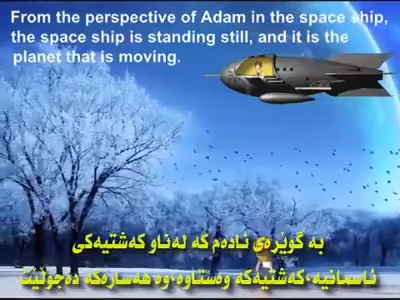 From the perspective of Adam in the space ship,
the space ship is standing still, and it is the
planet that is moving.
بە گوێرەی ئادەم کە لەناو کەشتیەکی
ئاسمانیە،کەشتیەکە وەستاوە،وە هەسارەکە دەجوڵێت